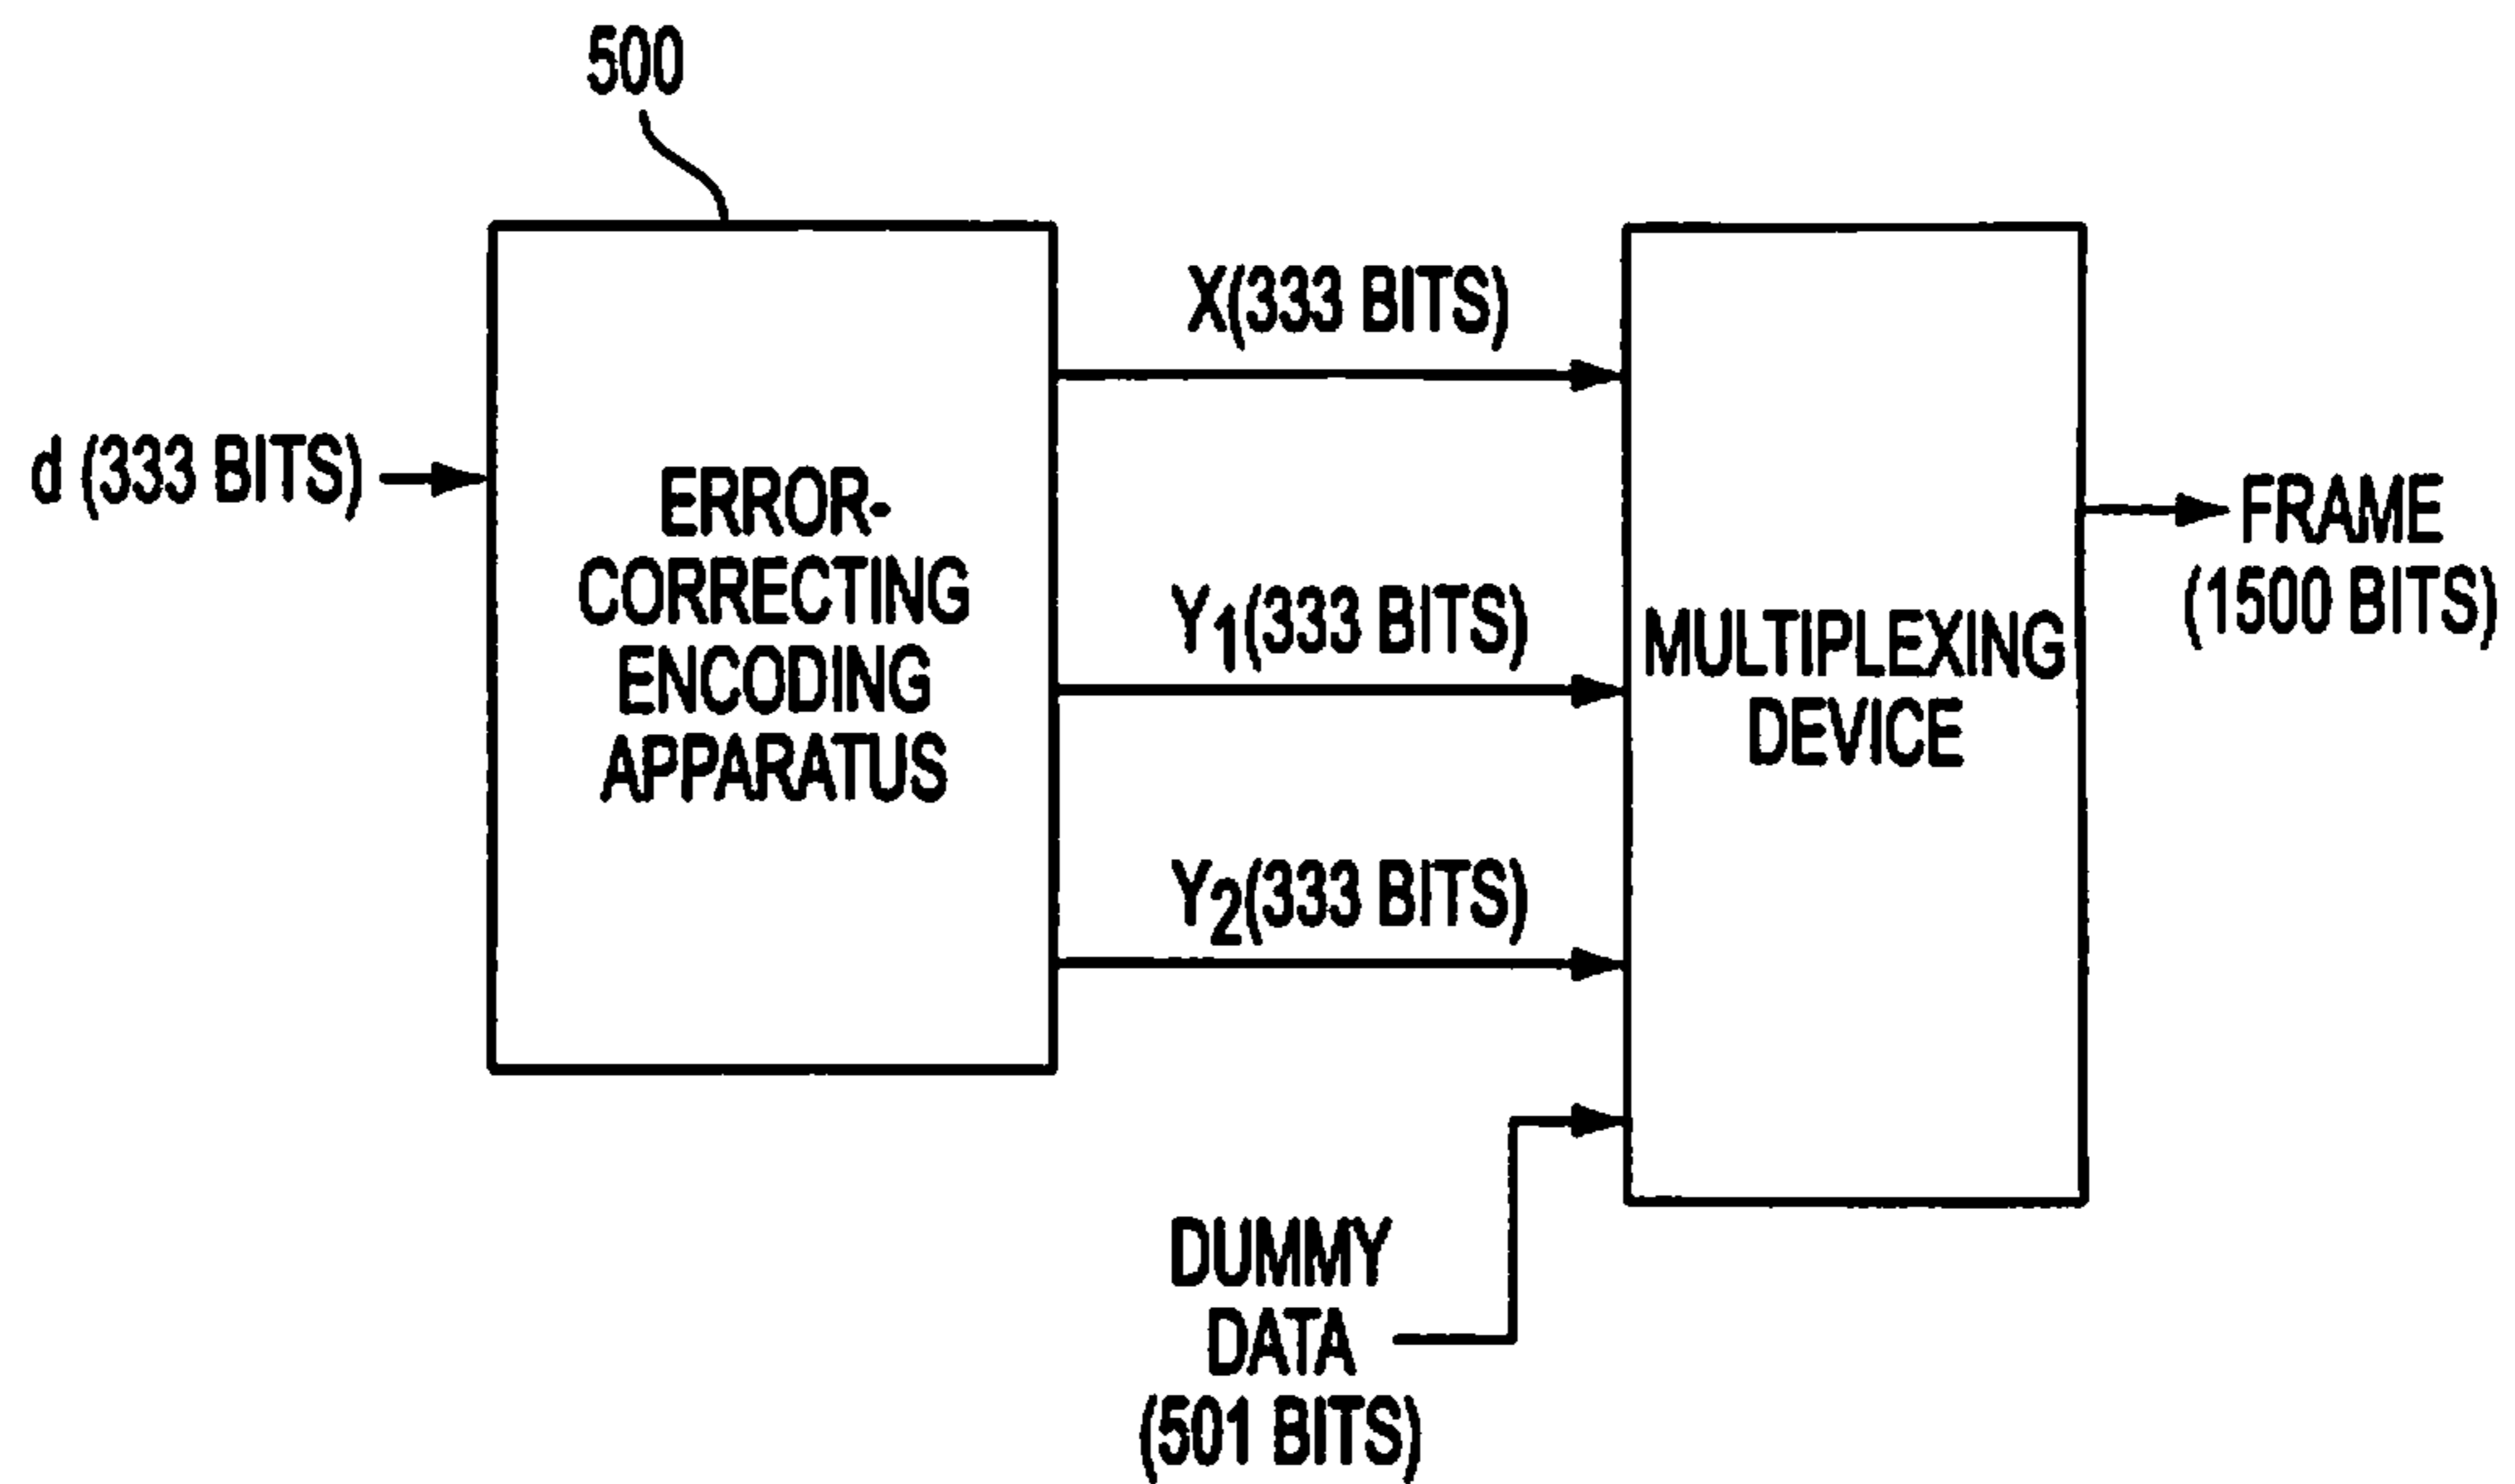 500
d (333 BITS)
ERROR-
CORRECTING
ENCODING
APPARATUS
X(333 BITS)
Y1(333 BITS)
Y2(333 BITS)
DUMMY
DATA
(501 BITS)
MULTIPLEXING
DEVICE
FRAME
(1500 BITS)